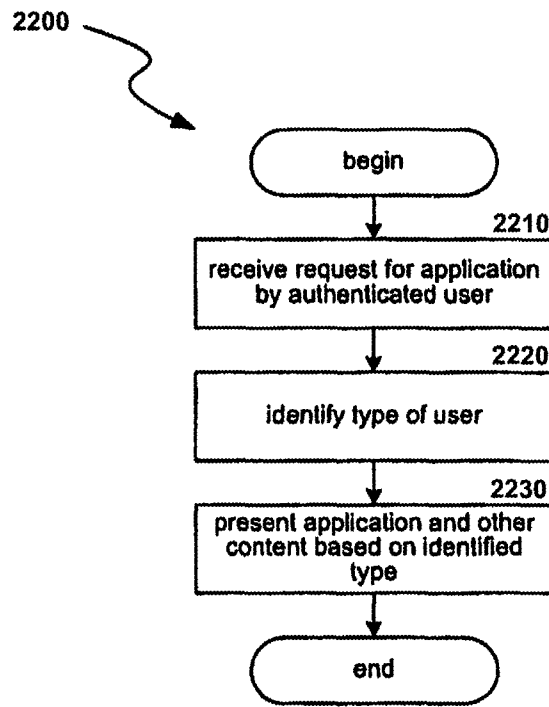 2200
begin
2210
receive request for application
by authenticated user
2220
identify type of user
2230
present application and other
content based on identified
type
end